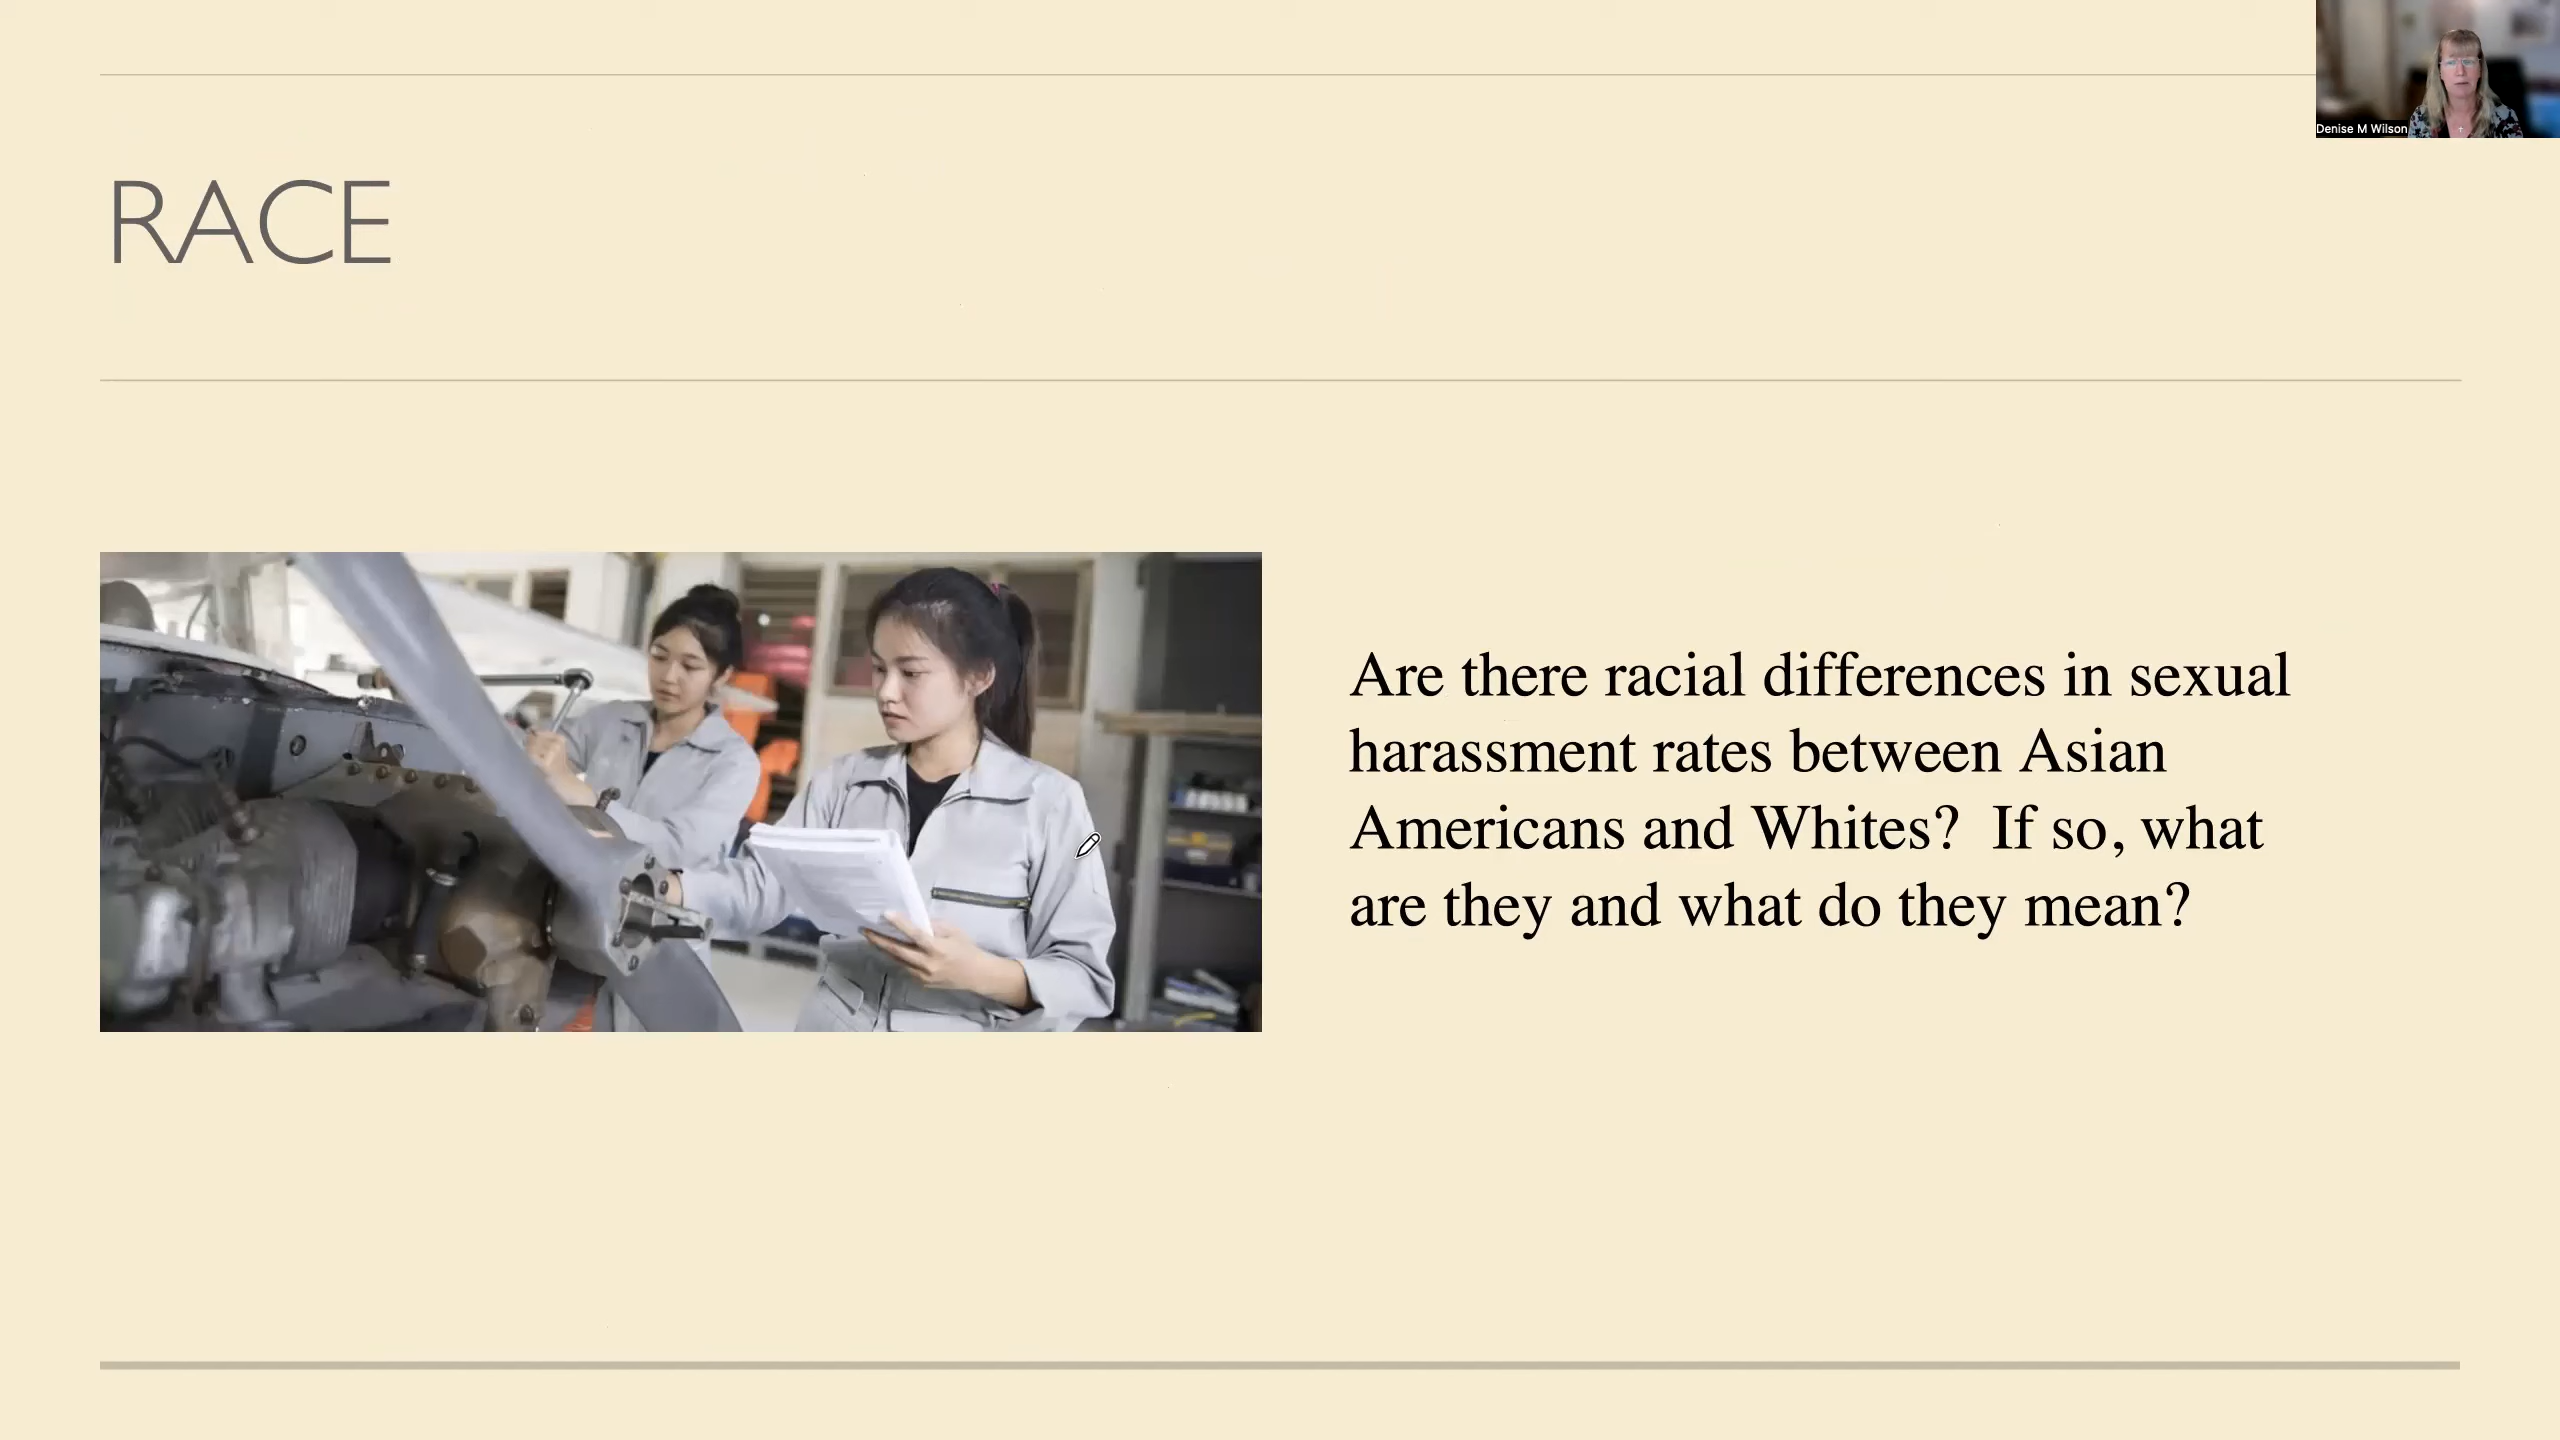 Denise M Wilson
RACE
Are there racial differences in sexual
harassment rates between Asian
Americans and Whites?  If so, what
are they and what do they mean?